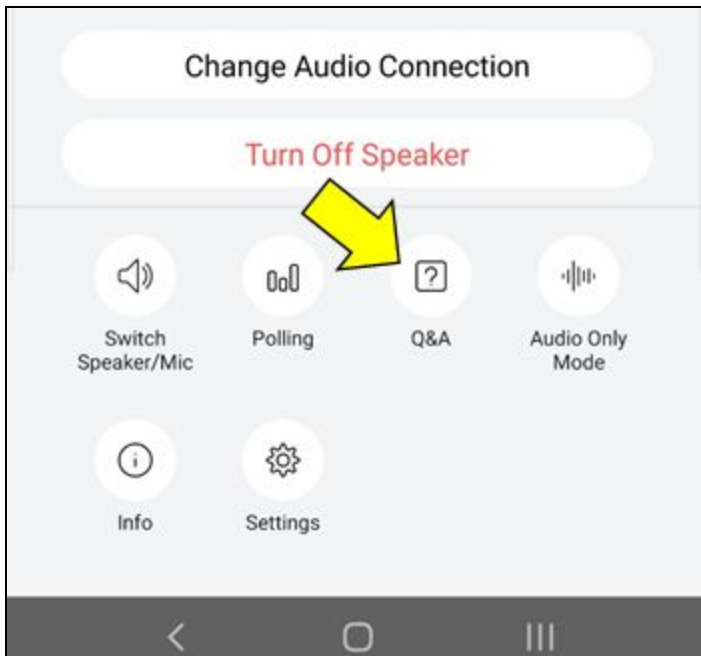 Change Audio Connection
Turn Off Speaker
Switch
Speaker/Mic
Polling
Q&A
Audio Only
Mode
Info
Settings